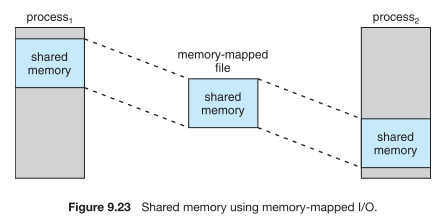 process₁
process₂
shared
memory
memory-mapped
file
shared
memory
shared
memory
Figure 9.23 Shared memory using memory-mapped I/O.